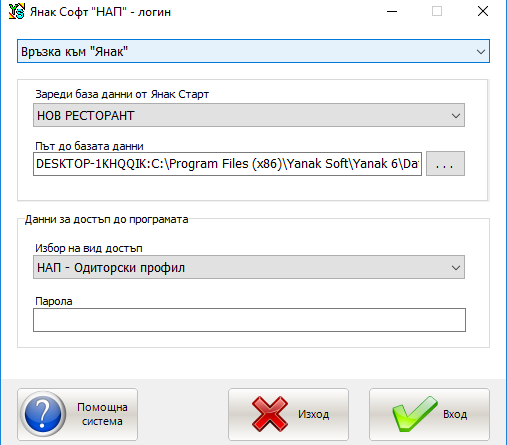 Янак Софт "НАП" - логин
Връзка към "Янак"
Зареди база данни от Янак Старт
НОВ РЕСТОРАНТ
Път до базата данни
DESKTOP-1KHQQIK:C:\Program Files (x86)\Yanak Soft\Yanak 6\Da
...
Данни за достъп до програмата
Избор на вид достъп
НАП - Одиторски профил
Парола
Помощна
система
Изход
Вход